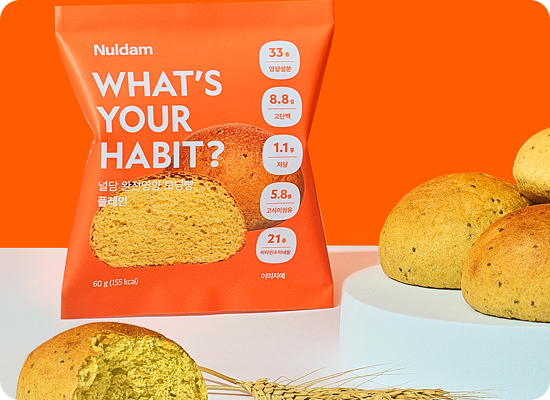 Nuldam
WHAT'S
YOUR
HABIT?
널담 완전영양 모닝빵
플레인
60 g (155 kcal)
33종
영양성분
8.8g
고단백
1.1g
저당
5.8g
고식이섬유
21종
비타민&미네랄
이미지예